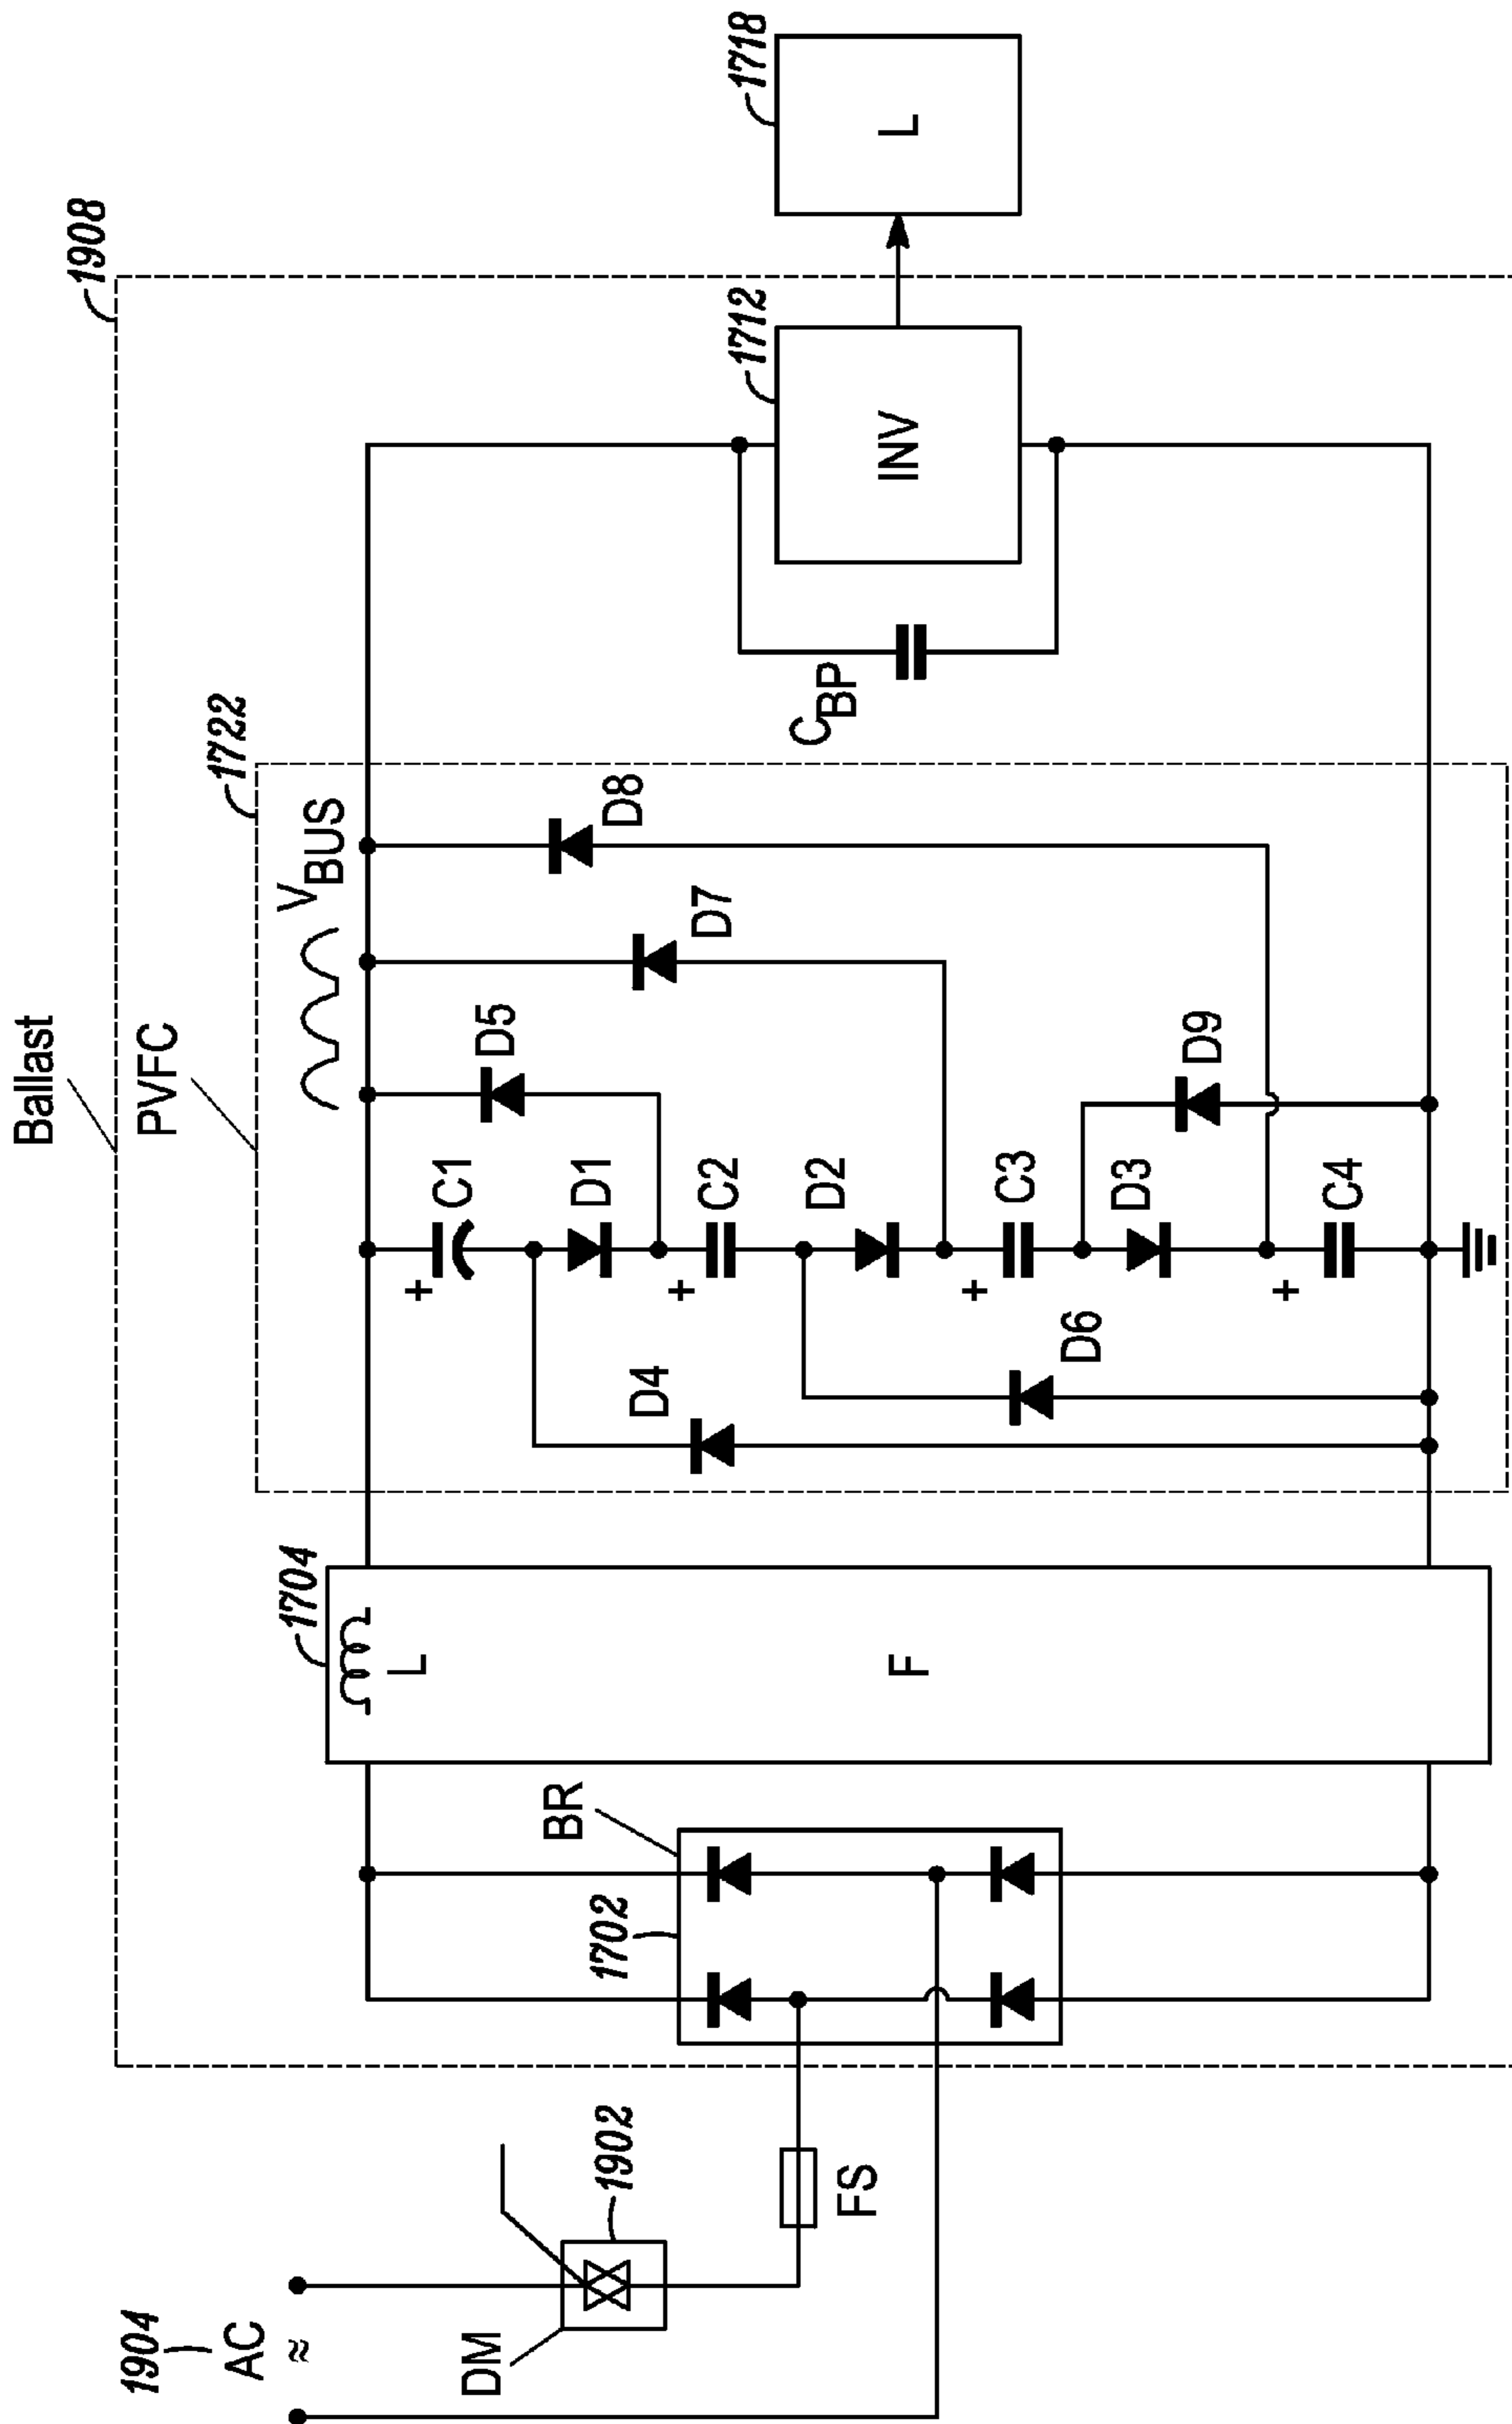 1904
AC
≈
DM
1902
FS
Ballast
1908
PVFC
1722
1702
BR
1704
L
F
VBUS
C1
+
D1
D5
C2
+
D2
D7
D8
C3
+
D3
D9
C4
+
D4
D6
CBP
1712
INV
1718
L